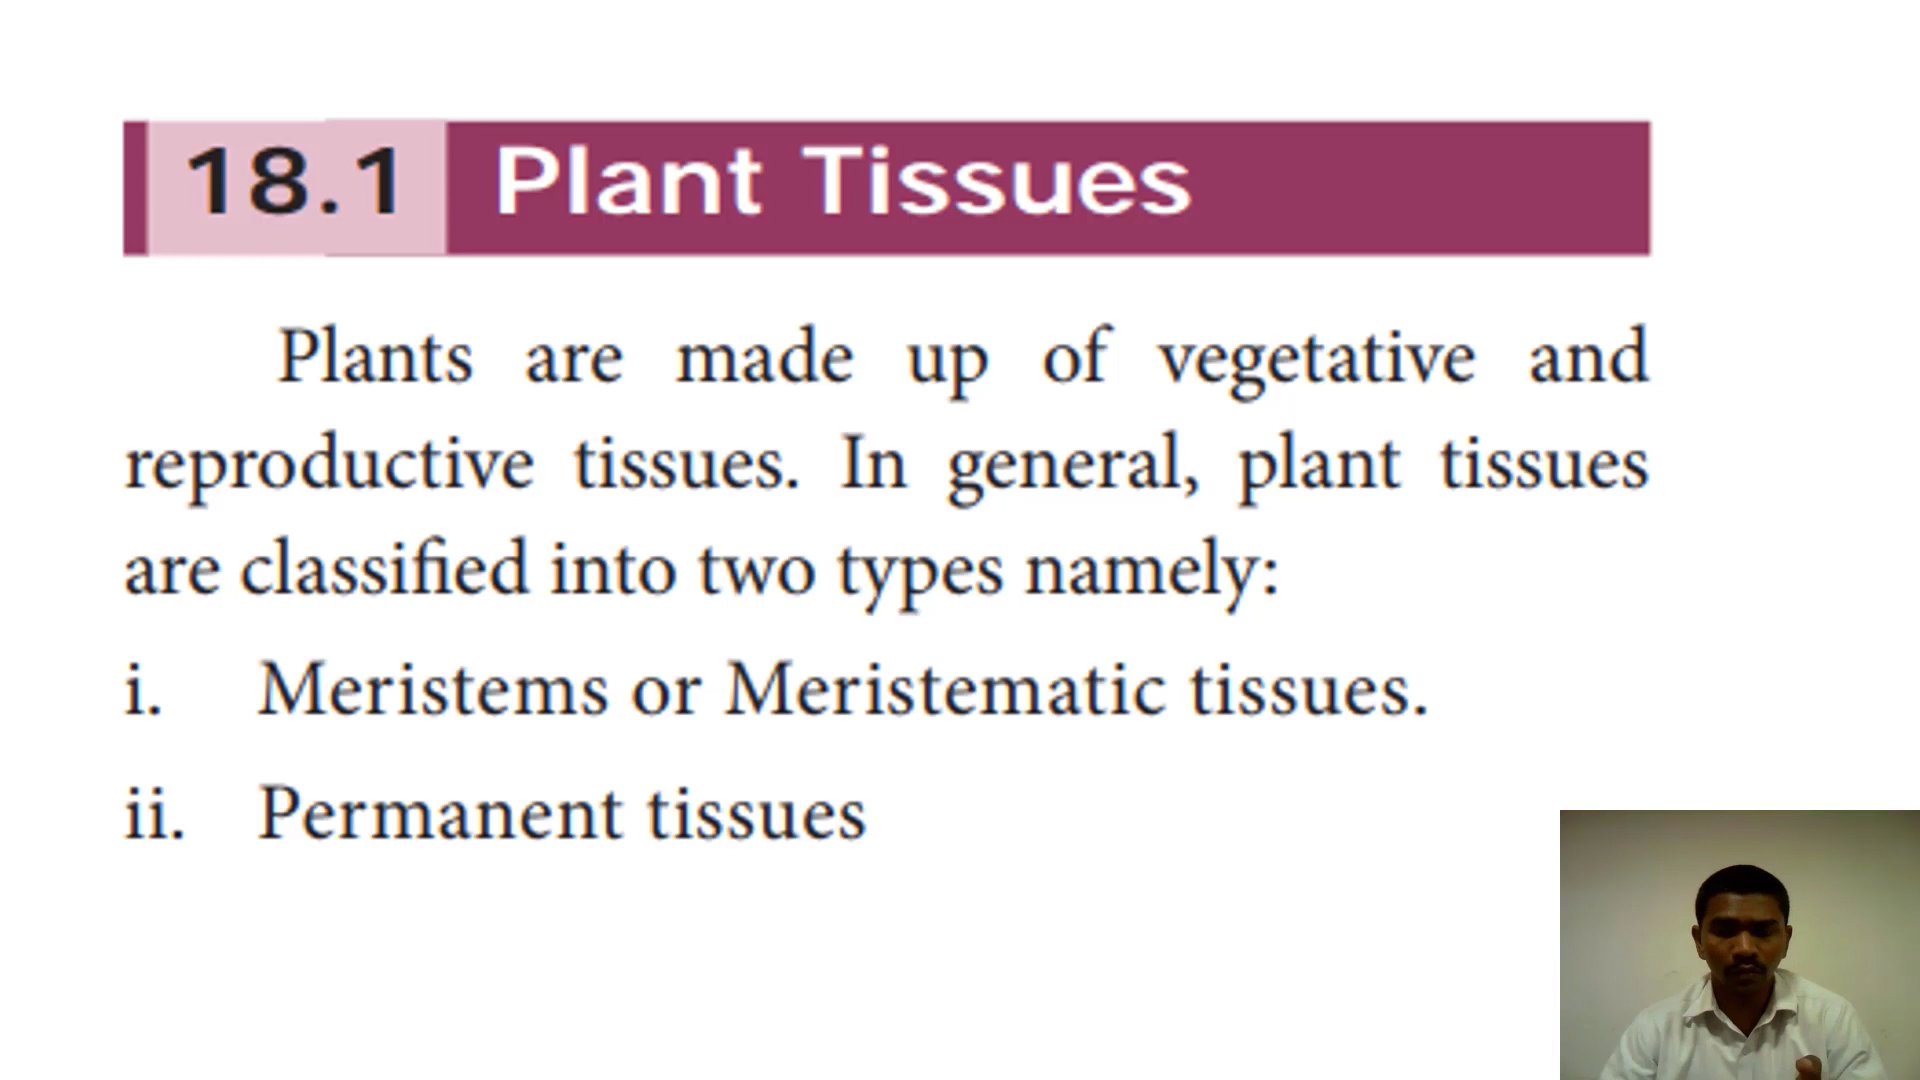 18.1 Plant Tissues
Plants are made up of vegetative and
reproductive tissues. In general, plant tissues
are classified into two types namely:
i. Meristems or Meristematic tissues.
ii. Permanent tissues